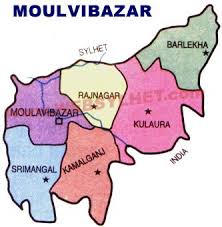 MOULVIBAZAR
SYLHET
BARLEKHA
RAJNAGAR
MOULAVIBAZAR
KULAURA
SRIMANGAL
KAMALGANJ
INDIA